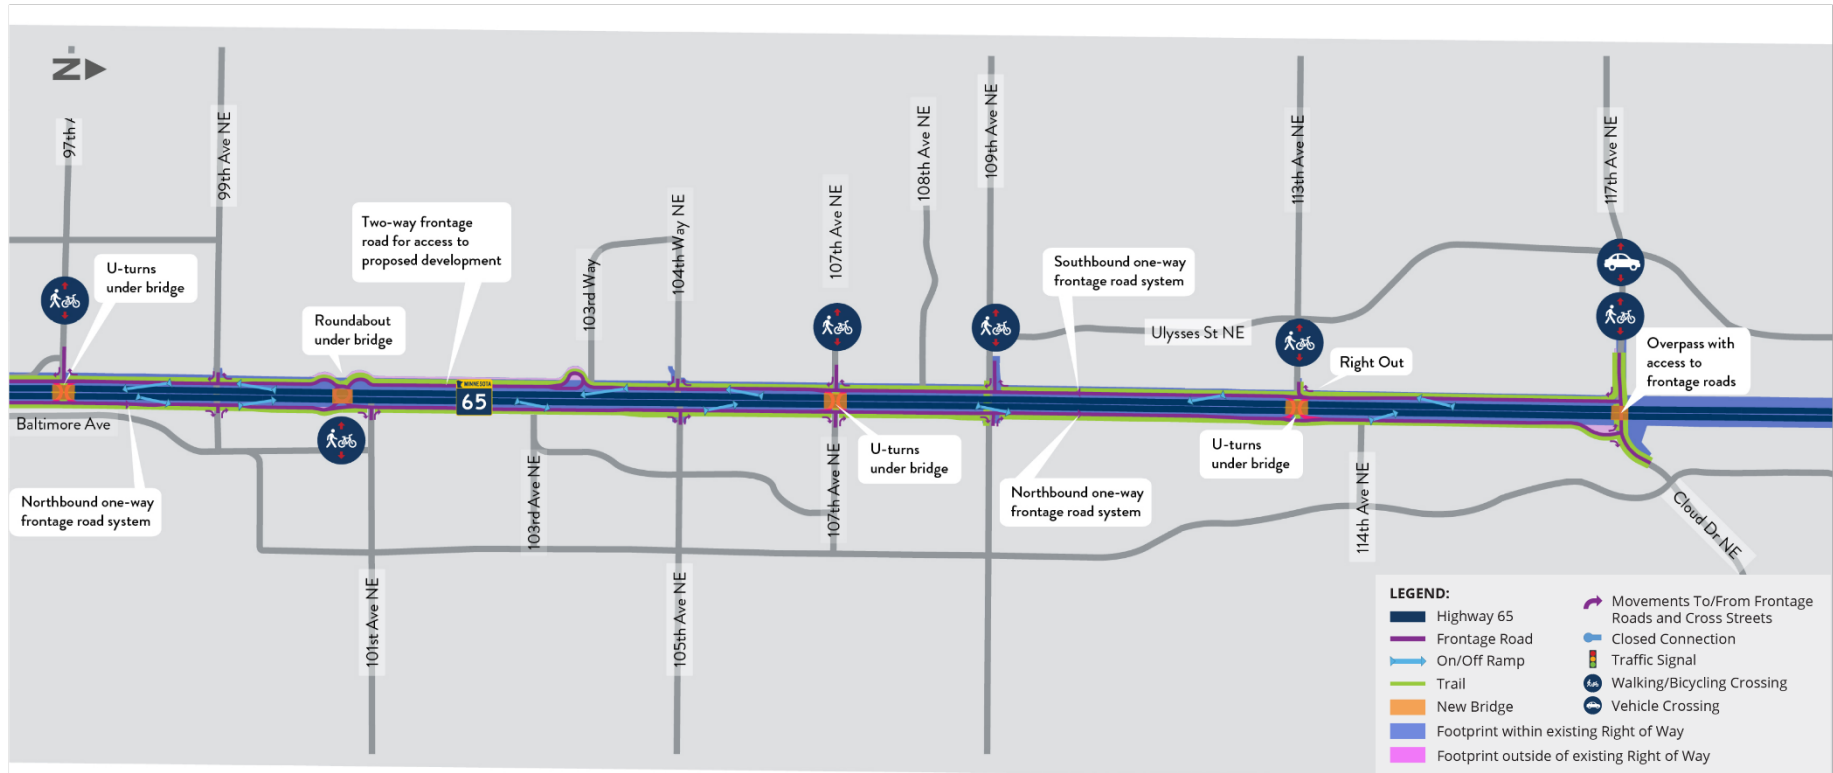 N
97th A
99th Ave NE
U-turns
under bridge
Roundabout
under bridge
Two-way frontage
road for access to
proposed development
103rd Way
104th Way NE
107th Ave NE
108th Ave NE
109th Ave NE
Southbound one-way
frontage road system
Ulysses St NE
113th Ave NE
Right Out
117th Ave NE
Overpass with
access to
frontage roads
MINNESOTA
65
Baltimore Ave
Northbound one-way
frontage road system
101st Ave NE
103rd Ave NE
105th Ave NE
107th Ave NE
U-turns
under bridge
Northbound one-way
frontage road system
U-turns
under bridge
114th Ave NE
Cloud Dr NE
LEGEND:
Highway 65
Frontage Road
On/Off Ramp
Trail
New Bridge
Footprint within existing Right of Way
Footprint outside of existing Right of Way
Movements To/From Frontage
Roads and Cross Streets
Closed Connection
Traffic Signal
Walking/Bicycling Crossing
Vehicle Crossing